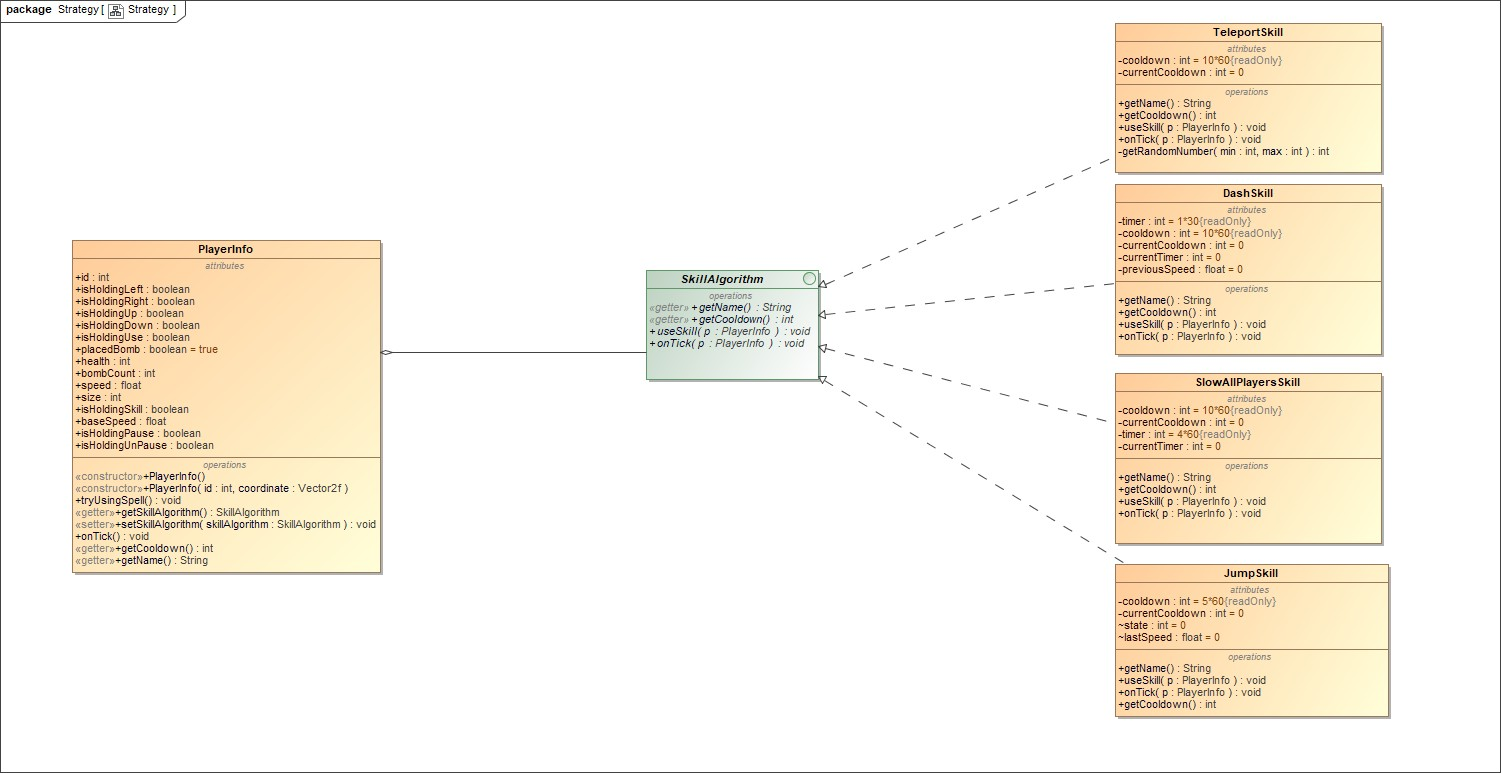 package Strategy[ Strategy ]
PlayerInfo
attributes
+id : int
+isHoldingLeft : boolean
+isHoldingRight : boolean
+isHoldingUp : boolean
+isHoldingDown : boolean
+isHoldingUse : boolean
+placedBomb : boolean = true
+health : int
+bombCount : int
+speed : float
+size : int
+isHoldingSkill : boolean
+baseSpeed : float
+isHoldingPause : boolean
+isHoldingUnPause : boolean
operations
«constructor»+PlayerInfo()
«constructor»+PlayerInfo( id : int, coordinate : Vector2f )
+tryUsingSpell() : void
«getter»+getSkillAlgorithm() : SkillAlgorithm
«setter»+setSkillAlgorithm( skillAlgorithm : SkillAlgorithm ) : void
+onTick() : void
«getter»+getCooldown() : int
«getter»+getName() : String
SkillAlgorithm
operations
«getter» +getName() : String
«getter» +getCooldown() : int
+useSkill( p : PlayerInfo ) : void
+onTick( p : PlayerInfo ) : void
TeleportSkill
attributes
-cooldown : int = 10*60{readOnly}
-currentCooldown : int = 0
operations
+getName() : String
+getCooldown() : int
+useSkill( p : PlayerInfo ) : void
+onTick( p : PlayerInfo ) : void
-getRandomNumber( min : int, max : int ) : int
DashSkill
attributes
-timer : int = 1*30{readOnly}
-cooldown : int = 10*60{readOnly}
-currentCooldown : int = 0
-currentTimer : int = 0
-previousSpeed : float = 0
operations
+getName() : String
+getCooldown() : int
+useSkill( p : PlayerInfo ) : void
+onTick( p : PlayerInfo ) : void
SlowAllPlayersSkill
attributes
-cooldown : int = 10*60{readOnly}
-currentCooldown : int = 0
-timer : int = 4*60{readOnly}
-currentTimer : int = 0
operations
+getName() : String
+getCooldown() : int
+useSkill( p : PlayerInfo ) : void
+onTick( p : PlayerInfo ) : void
JumpSkill
attributes
-cooldown : int = 5*60{readOnly}
-currentCooldown : int = 0
~state : int = 0
~lastSpeed : float = 0
operations
+getName() : String
+useSkill( p : PlayerInfo ) : void
+onTick( p : PlayerInfo ) : void
+getCooldown() : int